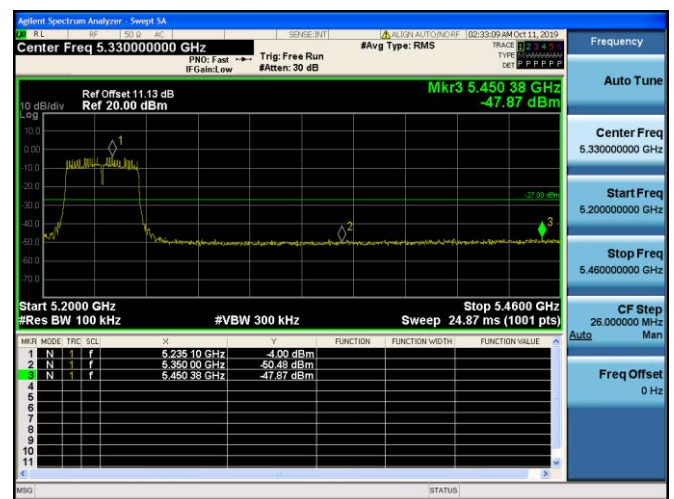 Agilent Spectrum Analyzer - Swept SA
RL RF 50 Ω AC SENSE:INT ALIGN AUTO/NORF 02:33:09 AM Oct 11, 2019
Center Freq 5.330000000 GHz #Avg Type: RMS TRACE 1 2 3 4 5 6
PNO: Fast Trig: Free Run TYPE
IFGain:Low #Atten: 30 dB DET P P P P P P
Ref Offset 11.13 dB Mkr3 5.450 38 GHz
10 dB/div Ref 20.00 dBm -47.87 dBm
Log
10.0
0.00
-10.0
-20.0
-30.0
-40.0
-50.0
-60.0
-70.0
1
-27.00 dBm
2
3
Start 5.2000 GHz Stop 5.4600 GHz
#Res BW 100 kHz #VBW 300 kHz Sweep 24.87 ms (1001 pts)
MKR MODE TRC SCL X Y FUNCTION FUNCTION WIDTH FUNCTION VALUE
1 N 1 f 5.235 10 GHz -4.00 dBm
2 N 1 f 5.350 00 GHz -50.48 dBm
3 N 1 f 5.450 38 GHz -47.87 dBm
4
5
6
7
8
9
10
11
MSG STATUS
Frequency
Auto Tune
Center Freq
5.330000000 GHz
Start Freq
5.200000000 GHz
Stop Freq
5.460000000 GHz
CF Step
26.000000 MHz
Auto Man
Freq Offset
0 Hz